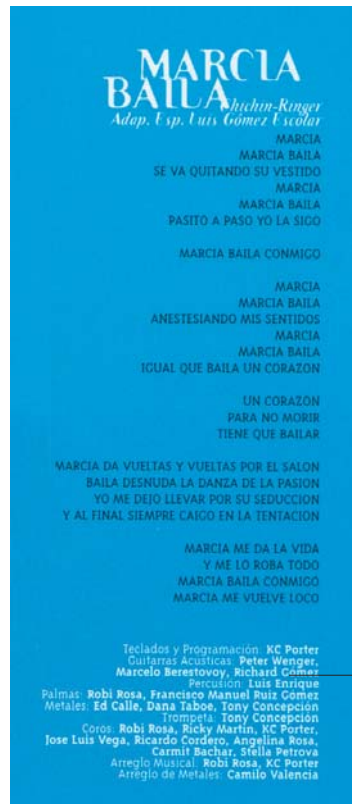 MARCIA
BAILA Chichin-Ringer
Adap. Esp. Luis Gómez Escolar
MARCIA
MARCIA BAILA
SE VA QUITANDO SU VESTIDO
MARCIA
MARCIA BAILA
PASITO A PASO YO LA SIGO
MARCIA BAILA CONMIGO
MARCIA
MARCIA BAILA
ANESTESIANDO MIS SENTIDOS
MARCIA
MARCIA BAILA
IGUAL QUE BAILA UN CORAZON
UN CORAZON
PARA NO MORIR
TIENE QUE BAILAR
MARCIA DA VUELTAS Y VUELTAS POR EL SALON
BAILA DESNUDA LA DANZA DE LA PASION
YO ME DEJO LLEVAR POR SU SEDUCCION
Y AL FINAL SIEMPRE CAIGO EN LA TENTACION
MARCIA ME DA LA VIDA
Y ME LO ROBA TODO
MARCIA BAILA CONMIGO
MARCIA ME VUELVE LOCO
Teclados y Programación: KC Porter
Guitarras Acusticas: Peter Wenger,
Marcelo Berestovoy, Richard Gómez
Percusión: Luis Enrique
Palmas: Robi Rosa, Francisco Manuel Ruiz Gómez
Metales: Ed Calle, Dana Taboe, Tony Concepción
Trompeta: Tony Concepción
Coros: Robi Rosa, Ricky Martin, KC Porter,
Jose Luis Vega, Ricardo Cordero, Angelina Rosa,
Carmit Bachar, Stella Petrova
Arreglo Musical: Robi Rosa, KC Porter
Arreglo de Metales: Camilo Valencia